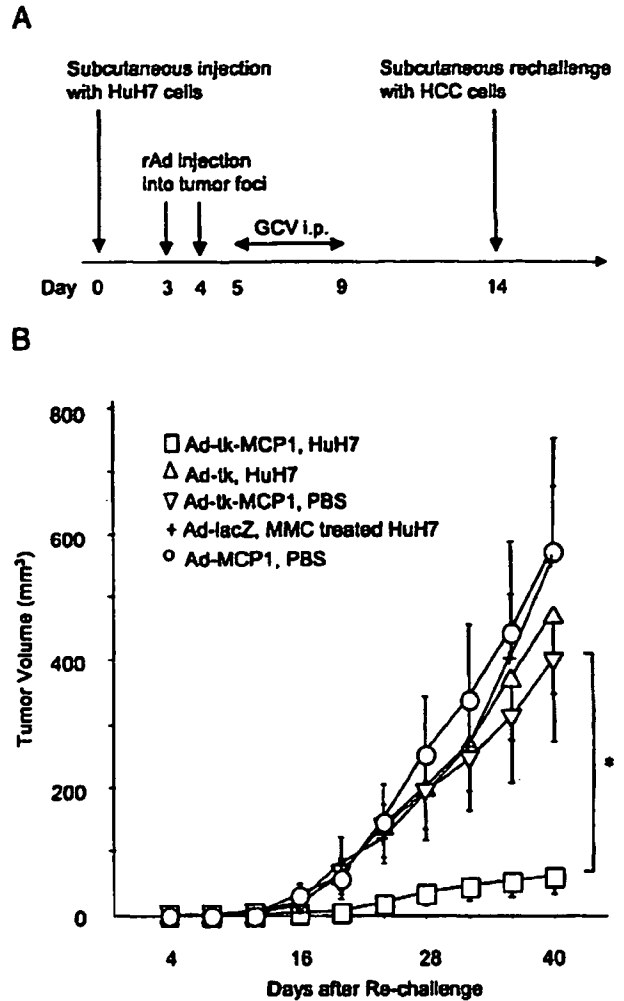 A
Subcutaneous injection
with HuH7 cells
Subcutaneous rechallenge
with HCC cells
rAd injection
into tumor foci
GCV i.p.
Day 0 3 4 5 9 14
B
800
600
400
200
0
Tumor Volume (mm³)
Ad-tk-MCP1, HuH7
Ad-tk, HuH7
Ad-tk-MCP1, PBS
Ad-lacZ, MMC treated HuH7
Ad-MCP1, PBS
*
4 16 28 40
Days after Re-challenge